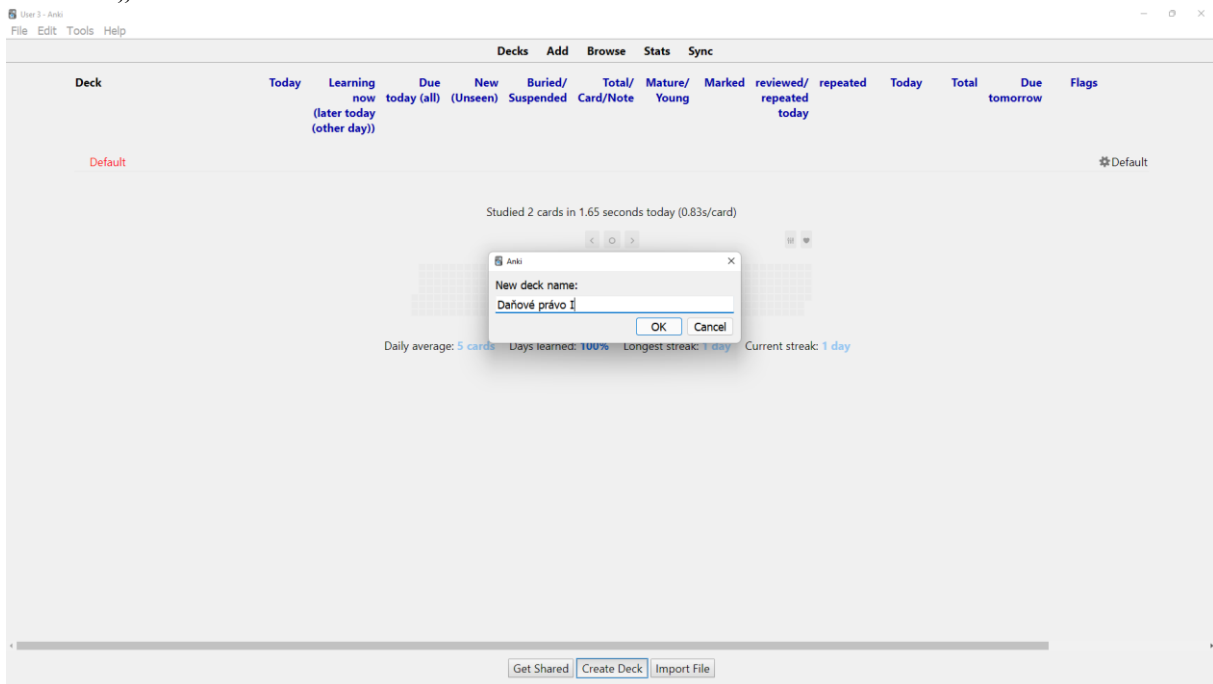 User 3 - Anki
File Edit Tools Help
Decks Add Browse Stats Sync
Deck
Today
Learning
now
(later today
(other day))
Due
today (all)
New
(Unseen)
Buried/
Suspended
Total/
Card/Note
Mature/
Young
Marked
reviewed/
repeated
today
repeated
Today
Total
Due
tomorrow
Flags
Default
Default
Studied 2 cards in 1.65 seconds today (0.83s/card)
Anki
New deck name:
Daňové právo I
OK Cancel
Daily average: 5 cards Days learned: 100% Longest streak: 1 day Current streak: 1 day
Get Shared Create Deck Import File